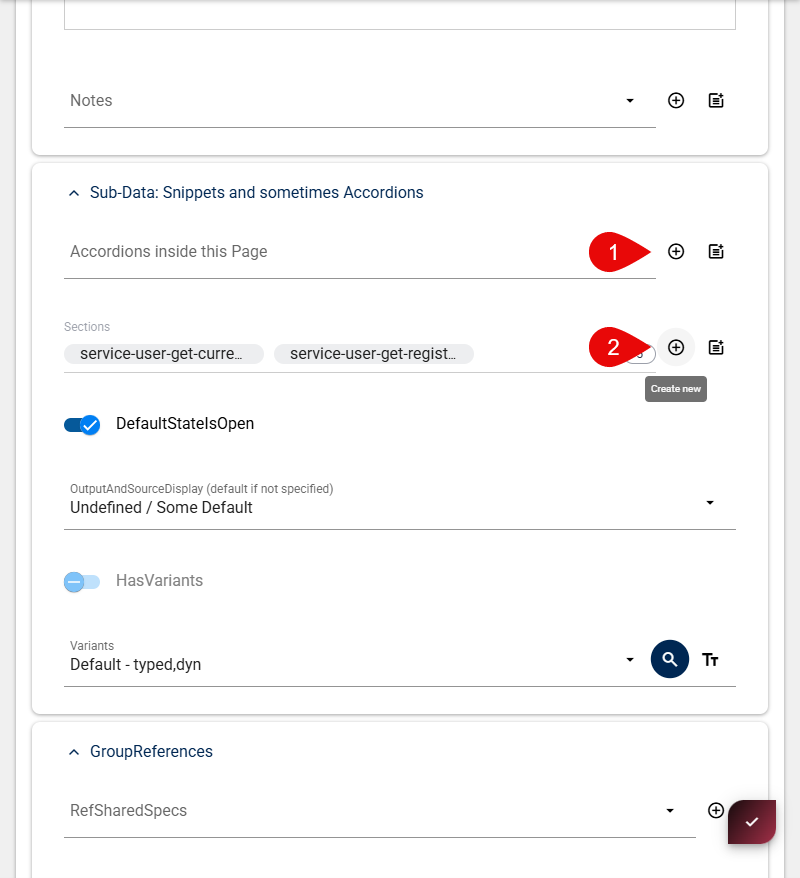 Notes
Sub-Data: Snippets and sometimes Accordions
Accordions inside this Page
1
Sections
service-user-get-curre...
service-user-get-regist...
2
Create new
DefaultStateIsOpen
OutputAndSourceDisplay (default if not specified)
Undefined / Some Default
HasVariants
Variants
Default - typed,dyn
GroupReferences
RefSharedSpecs